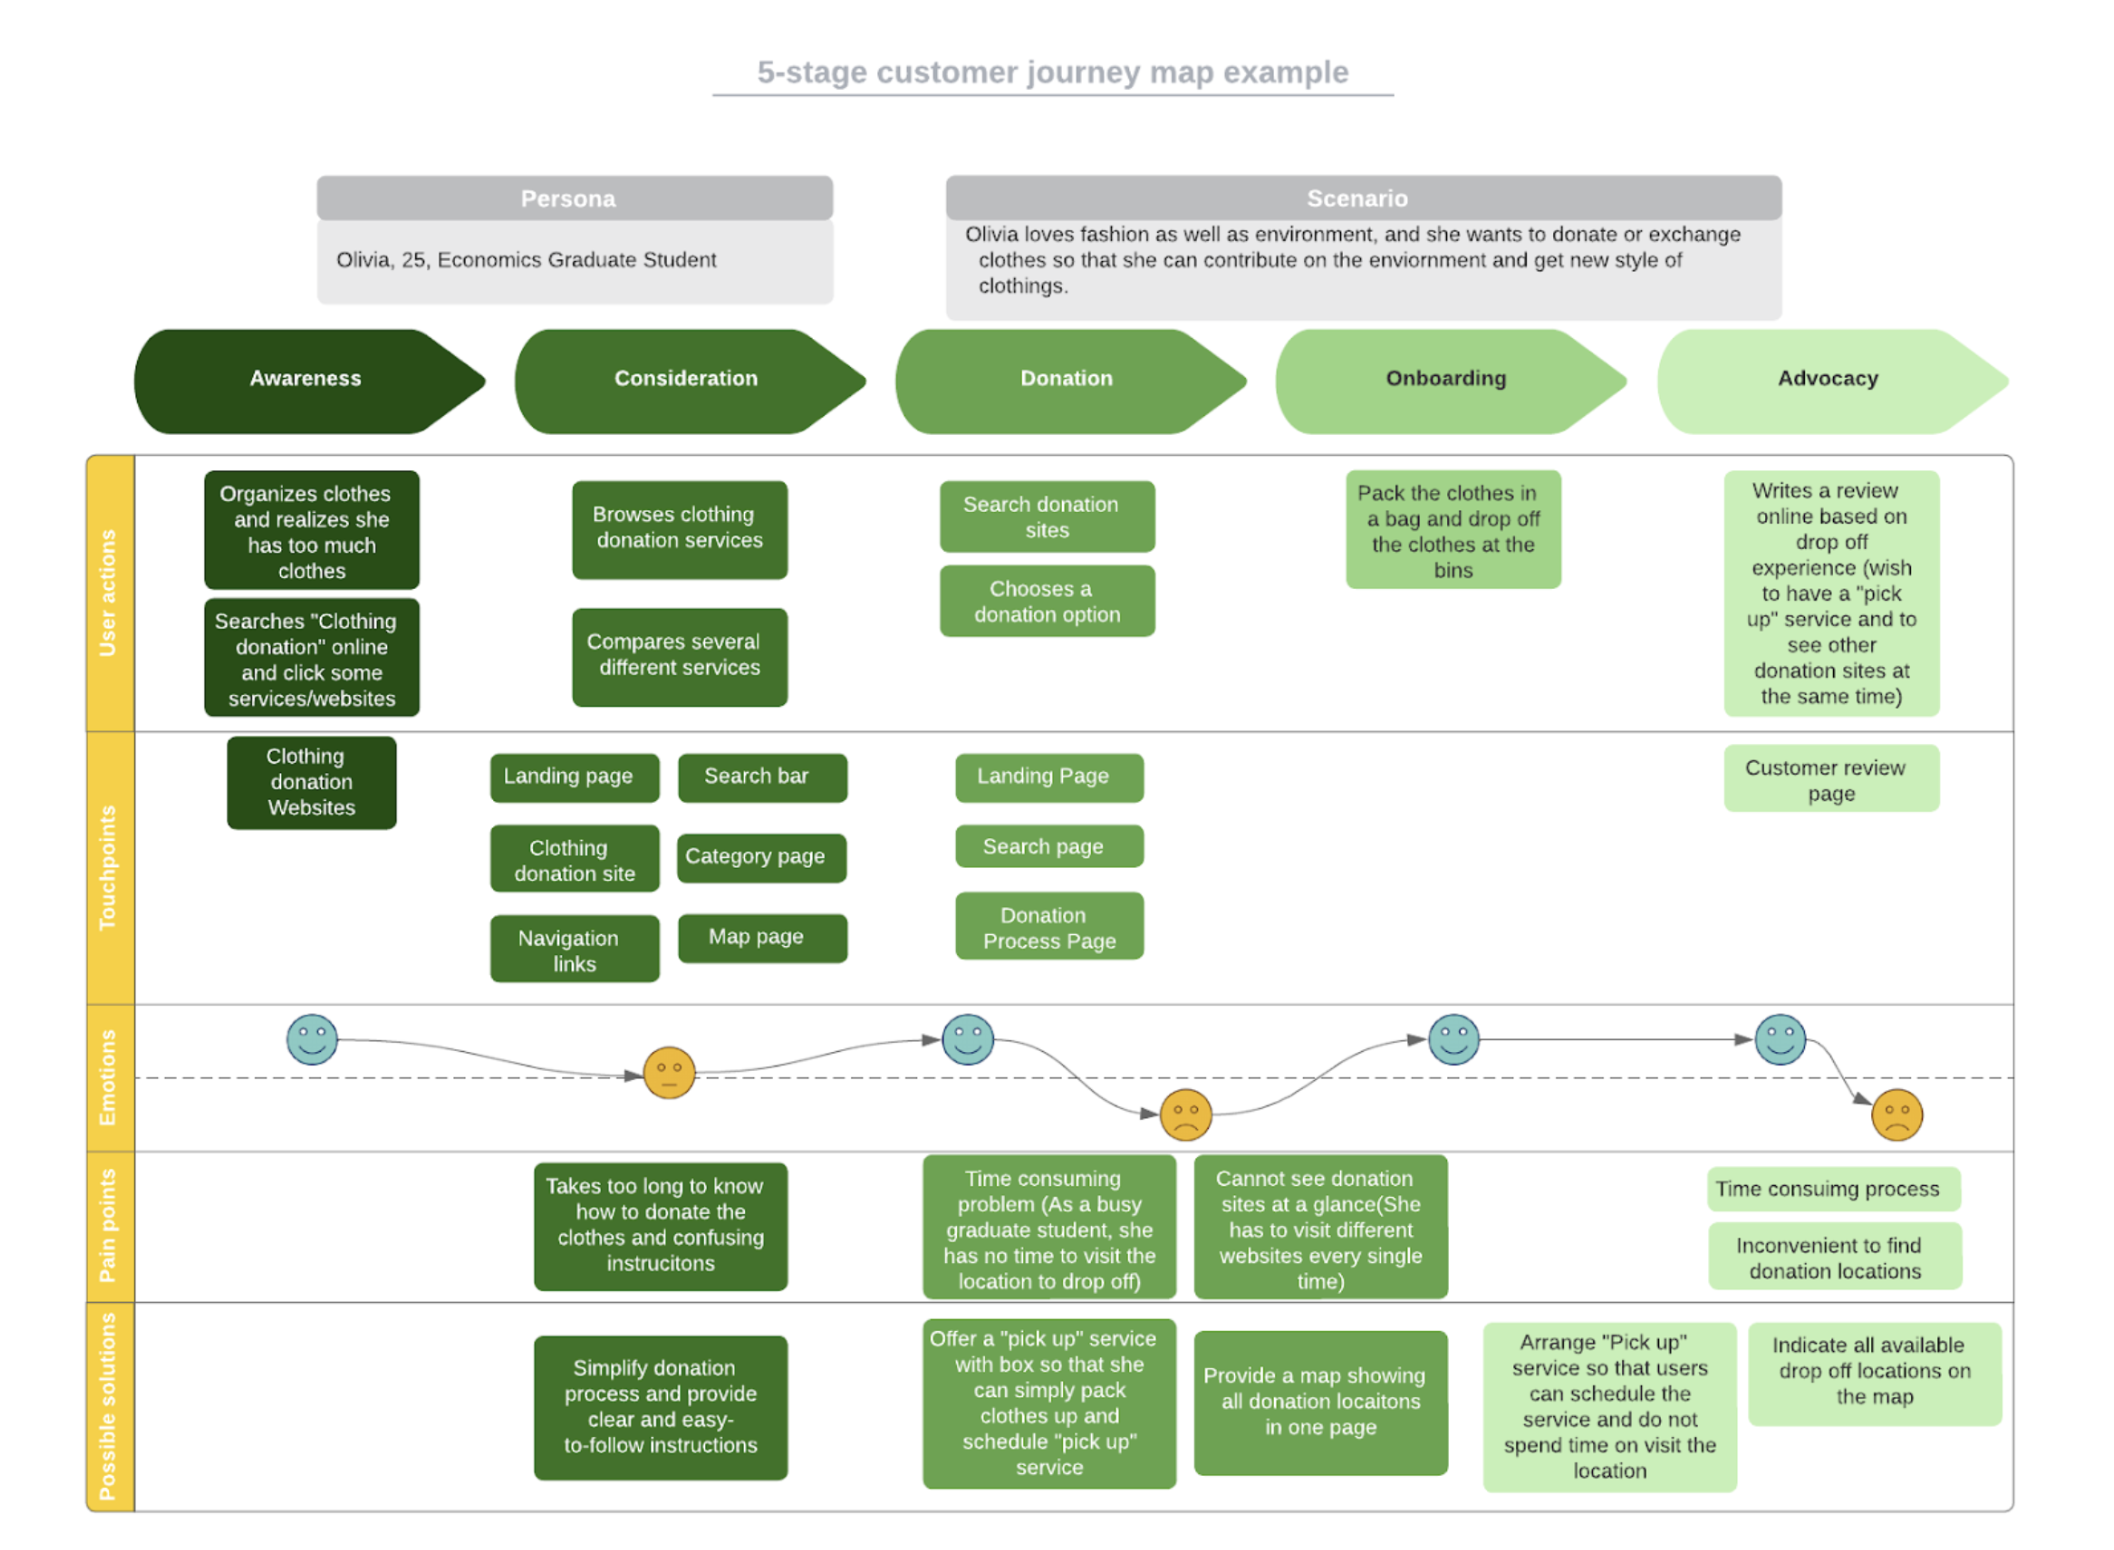 5-stage customer journey map example
Persona
Olivia, 25, Economics Graduate Student
Scenario
Olivia loves fashion as well as environment, and she wants to donate or exchange
clothes so that she can contribute on the enviornment and get new style of
clothings.
Awareness
Consideration
Donation
Onboarding
Advocacy
User actions
Organizes clothes
and realizes she
has too much
clothes
Searches "Clothing
donation" online
and click some
services/websites
Browses clothing
donation services
Compares several
different services
Search donation
sites
Chooses a
donation option
Pack the clothes in
a bag and drop off
the clothes at the
bins
Writes a review
online based on
drop off
experience (wish
to have a "pick
up" service and to
see other
donation sites at
the same time)
Touchpoints
Clothing
donation
Websites
Landing page
Search bar
Clothing
donation site
Category page
Navigation
links
Map page
Landing Page
Search page
Donation
Process Page
Customer review
page
Emotions
Pain points
Takes too long to know
how to donate the
clothes and confusing
instrucitons
Time consuming
problem (As a busy
graduate student, she
has no time to visit the
location to drop off)
Cannot see donation
sites at a glance(She
has to visit different
websites every single
time)
Time consuimg process
Inconvenient to find
donation locations
Possible solutions
Simplify donation
process and provide
clear and easy-
to-follow instructions
Offer a "pick up" service
with box so that she
can simply pack
clothes up and
schedule "pick up"
service
Provide a map showing
all donation locaitons
in one page
Arrange "Pick up"
service so that users
can schedule the
service and do not
spend time on visit the
location
Indicate all available
drop off locations on
the map